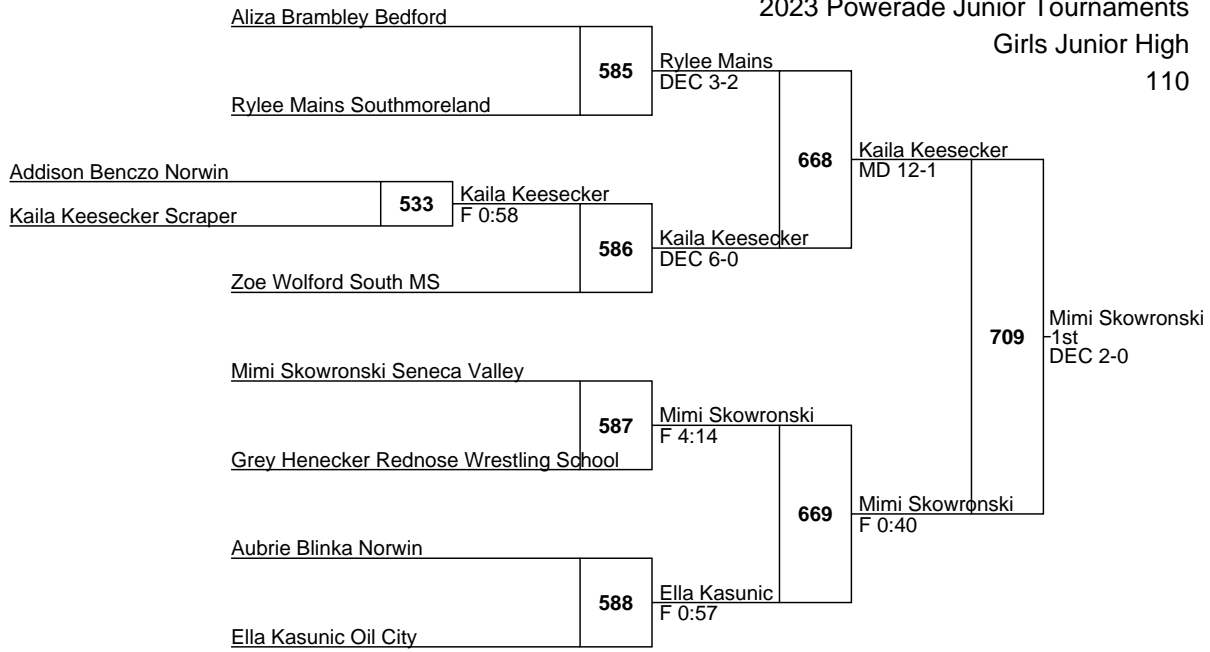 2023 Powerade Junior Tournaments
Girls Junior High
110
Aliza Brambley Bedford
585
Rylee Mains
DEC 3-2
Rylee Mains Southmoreland
668
Kaila Keesecker
MD 12-1
Addison Benczo Norwin
533
Kaila Keesecker
F 0:58
Kaila Keesecker Scraper
586
Kaila Keesecker
DEC 6-0
Zoe Wolford South MS
709
Mimi Skowronski
1st
DEC 2-0
Mimi Skowronski Seneca Valley
587
Mimi Skowronski
F 4:14
Grey Henecker Rednose Wrestling School
669
Mimi Skowronski
F 0:40
Aubrie Blinka Norwin
588
Ella Kasunic
F 0:57
Ella Kasunic Oil City